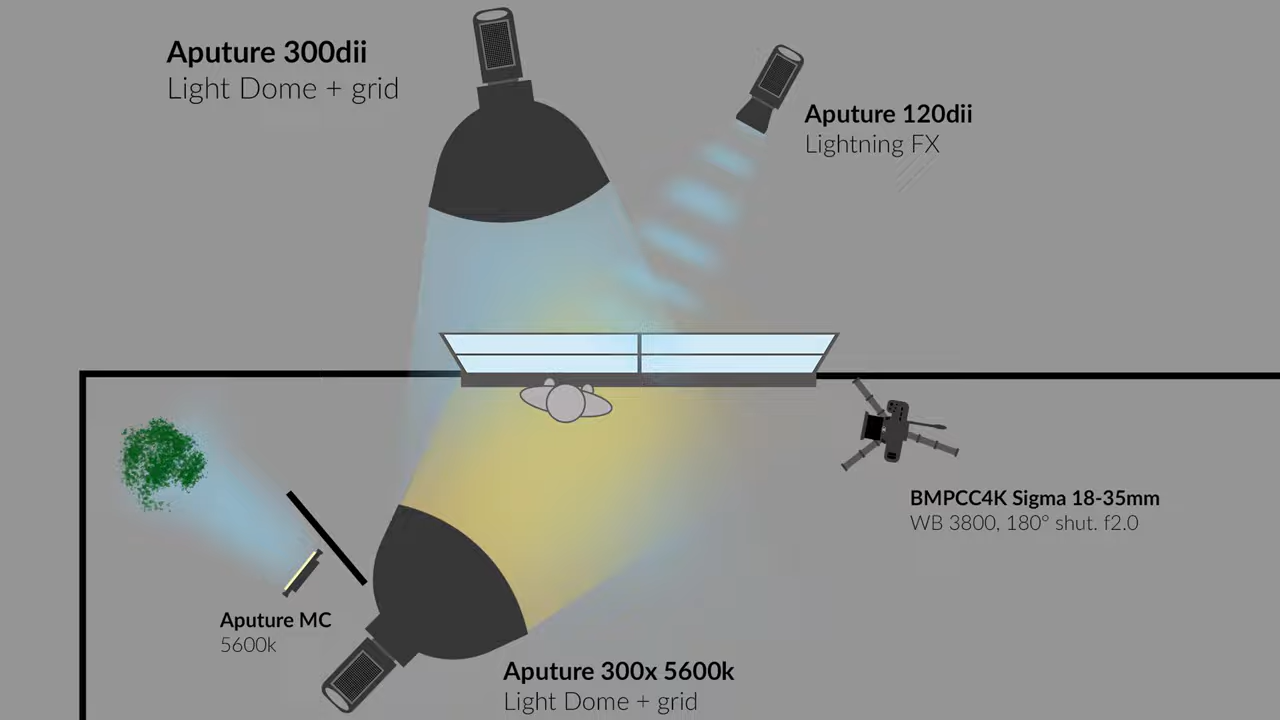 Aputure 300dii
Light Dome + grid
Aputure 120dii
Lightning FX
BMPCC4K Sigma 18-35mm
WB 3800, 180° shut. f2.0
Aputure MC
5600k
Aputure 300x 5600k
Light Dome + grid